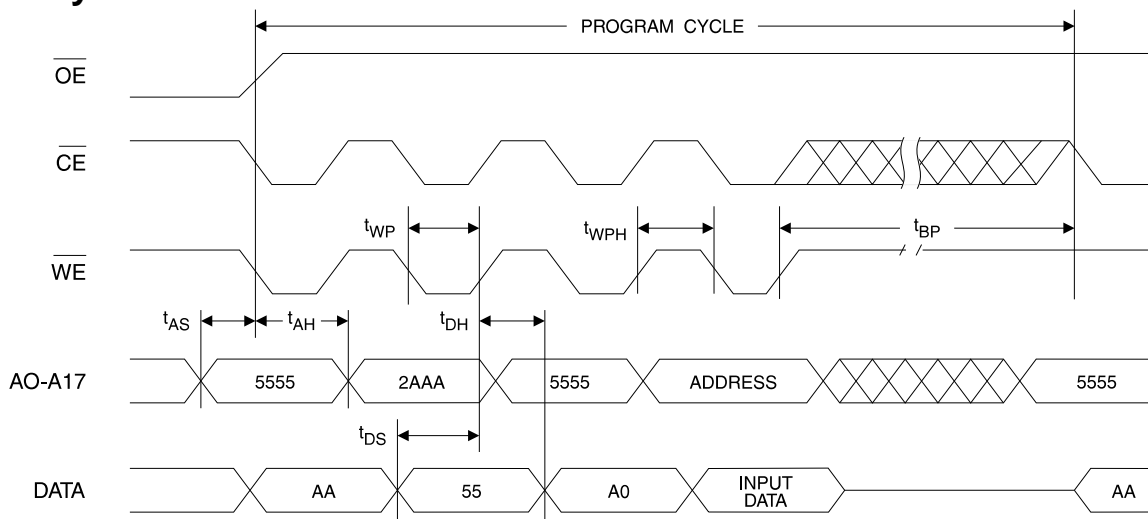 PROGRAM CYCLE
OE
CE
tWP
tWPH
tBP
WE
tAS
tAH
tDH
AO-A17
5555
2AAA
5555
ADDRESS
5555
tDS
DATA
AA
55
A0
INPUT
DATA
AA